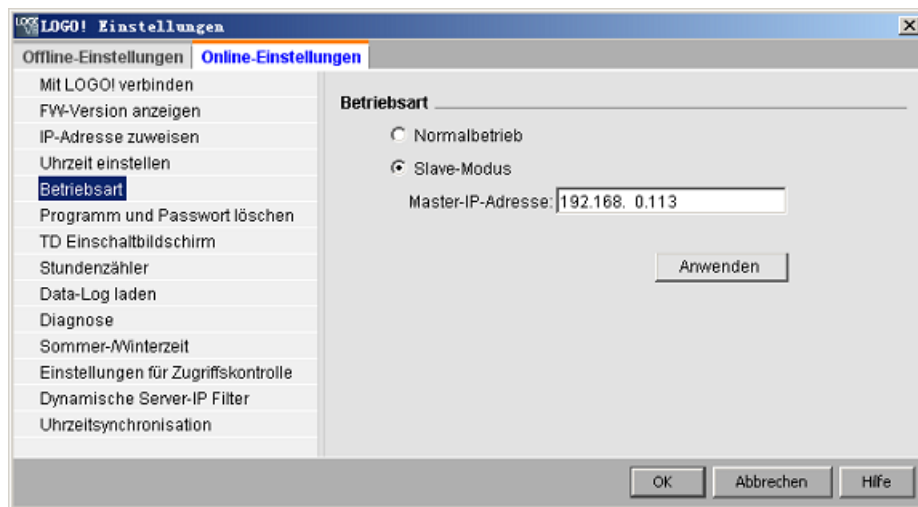 LOGO! Einstellungen
Offline-Einstellungen Online-Einstellungen
Mit LOGO! verbinden
FW-Version anzeigen
IP-Adresse zuweisen
Uhrzeit einstellen
Betriebsart
Programm und Passwort löschen
TD Einschaltbildschirm
Stundenzähler
Data-Log laden
Diagnose
Sommer-/Winterzeit
Einstellungen für Zugriffskontrolle
Dynamische Server-IP Filter
Uhrzeitsynchronisation
Betriebsart
Normalbetrieb
Slave-Modus
Master-IP-Adresse: 192.168. 0.113
Anwenden
OK Abbrechen Hilfe